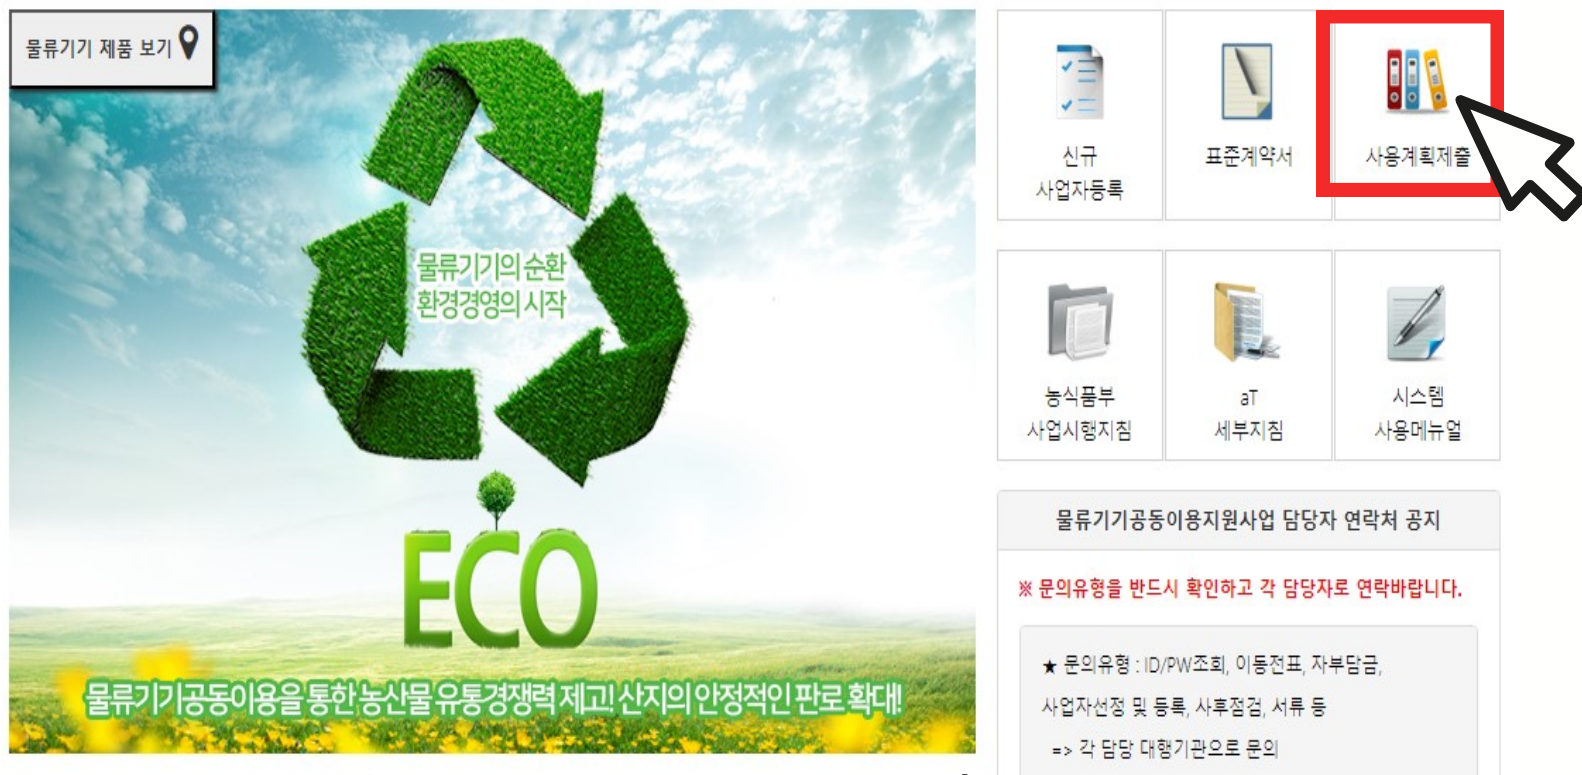 물류기기 제품 보기
물류기기의 순환
환경경영의 시작
ECO
물류기기공동이용을 통한 농산물 유통경쟁력 제고! 산지의 안정적인 판로 확대!
신규
사업자등록
표준계약서
사용계획제출
농식품부
사업시행지침
aT
세부지침
시스템
사용메뉴얼
물류기기공동이용지원사업 담당자 연락처 공지
※ 문의유형을 반드시 확인하고 각 담당자로 연락바랍니다.
★ 문의유형 : ID/PW조회, 이동전표, 자부담금,
사업자선정 및 등록, 사후점검, 서류 등
=> 각 담당 대행기관으로 문의